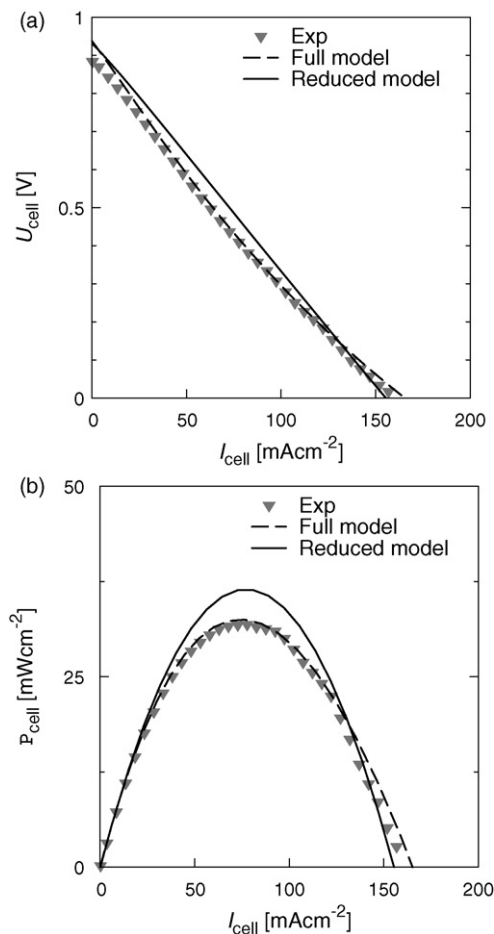 (a)
1
Exp
Full model
Reduced model
0.5
U_cell [V]
0
0 50 100 150 200
I_cell [mAcm⁻²]
(b)
50
Exp
Full model
Reduced model
25
P_cell [mWcm⁻²]
0
0 50 100 150 200
I_cell [mAcm⁻²]